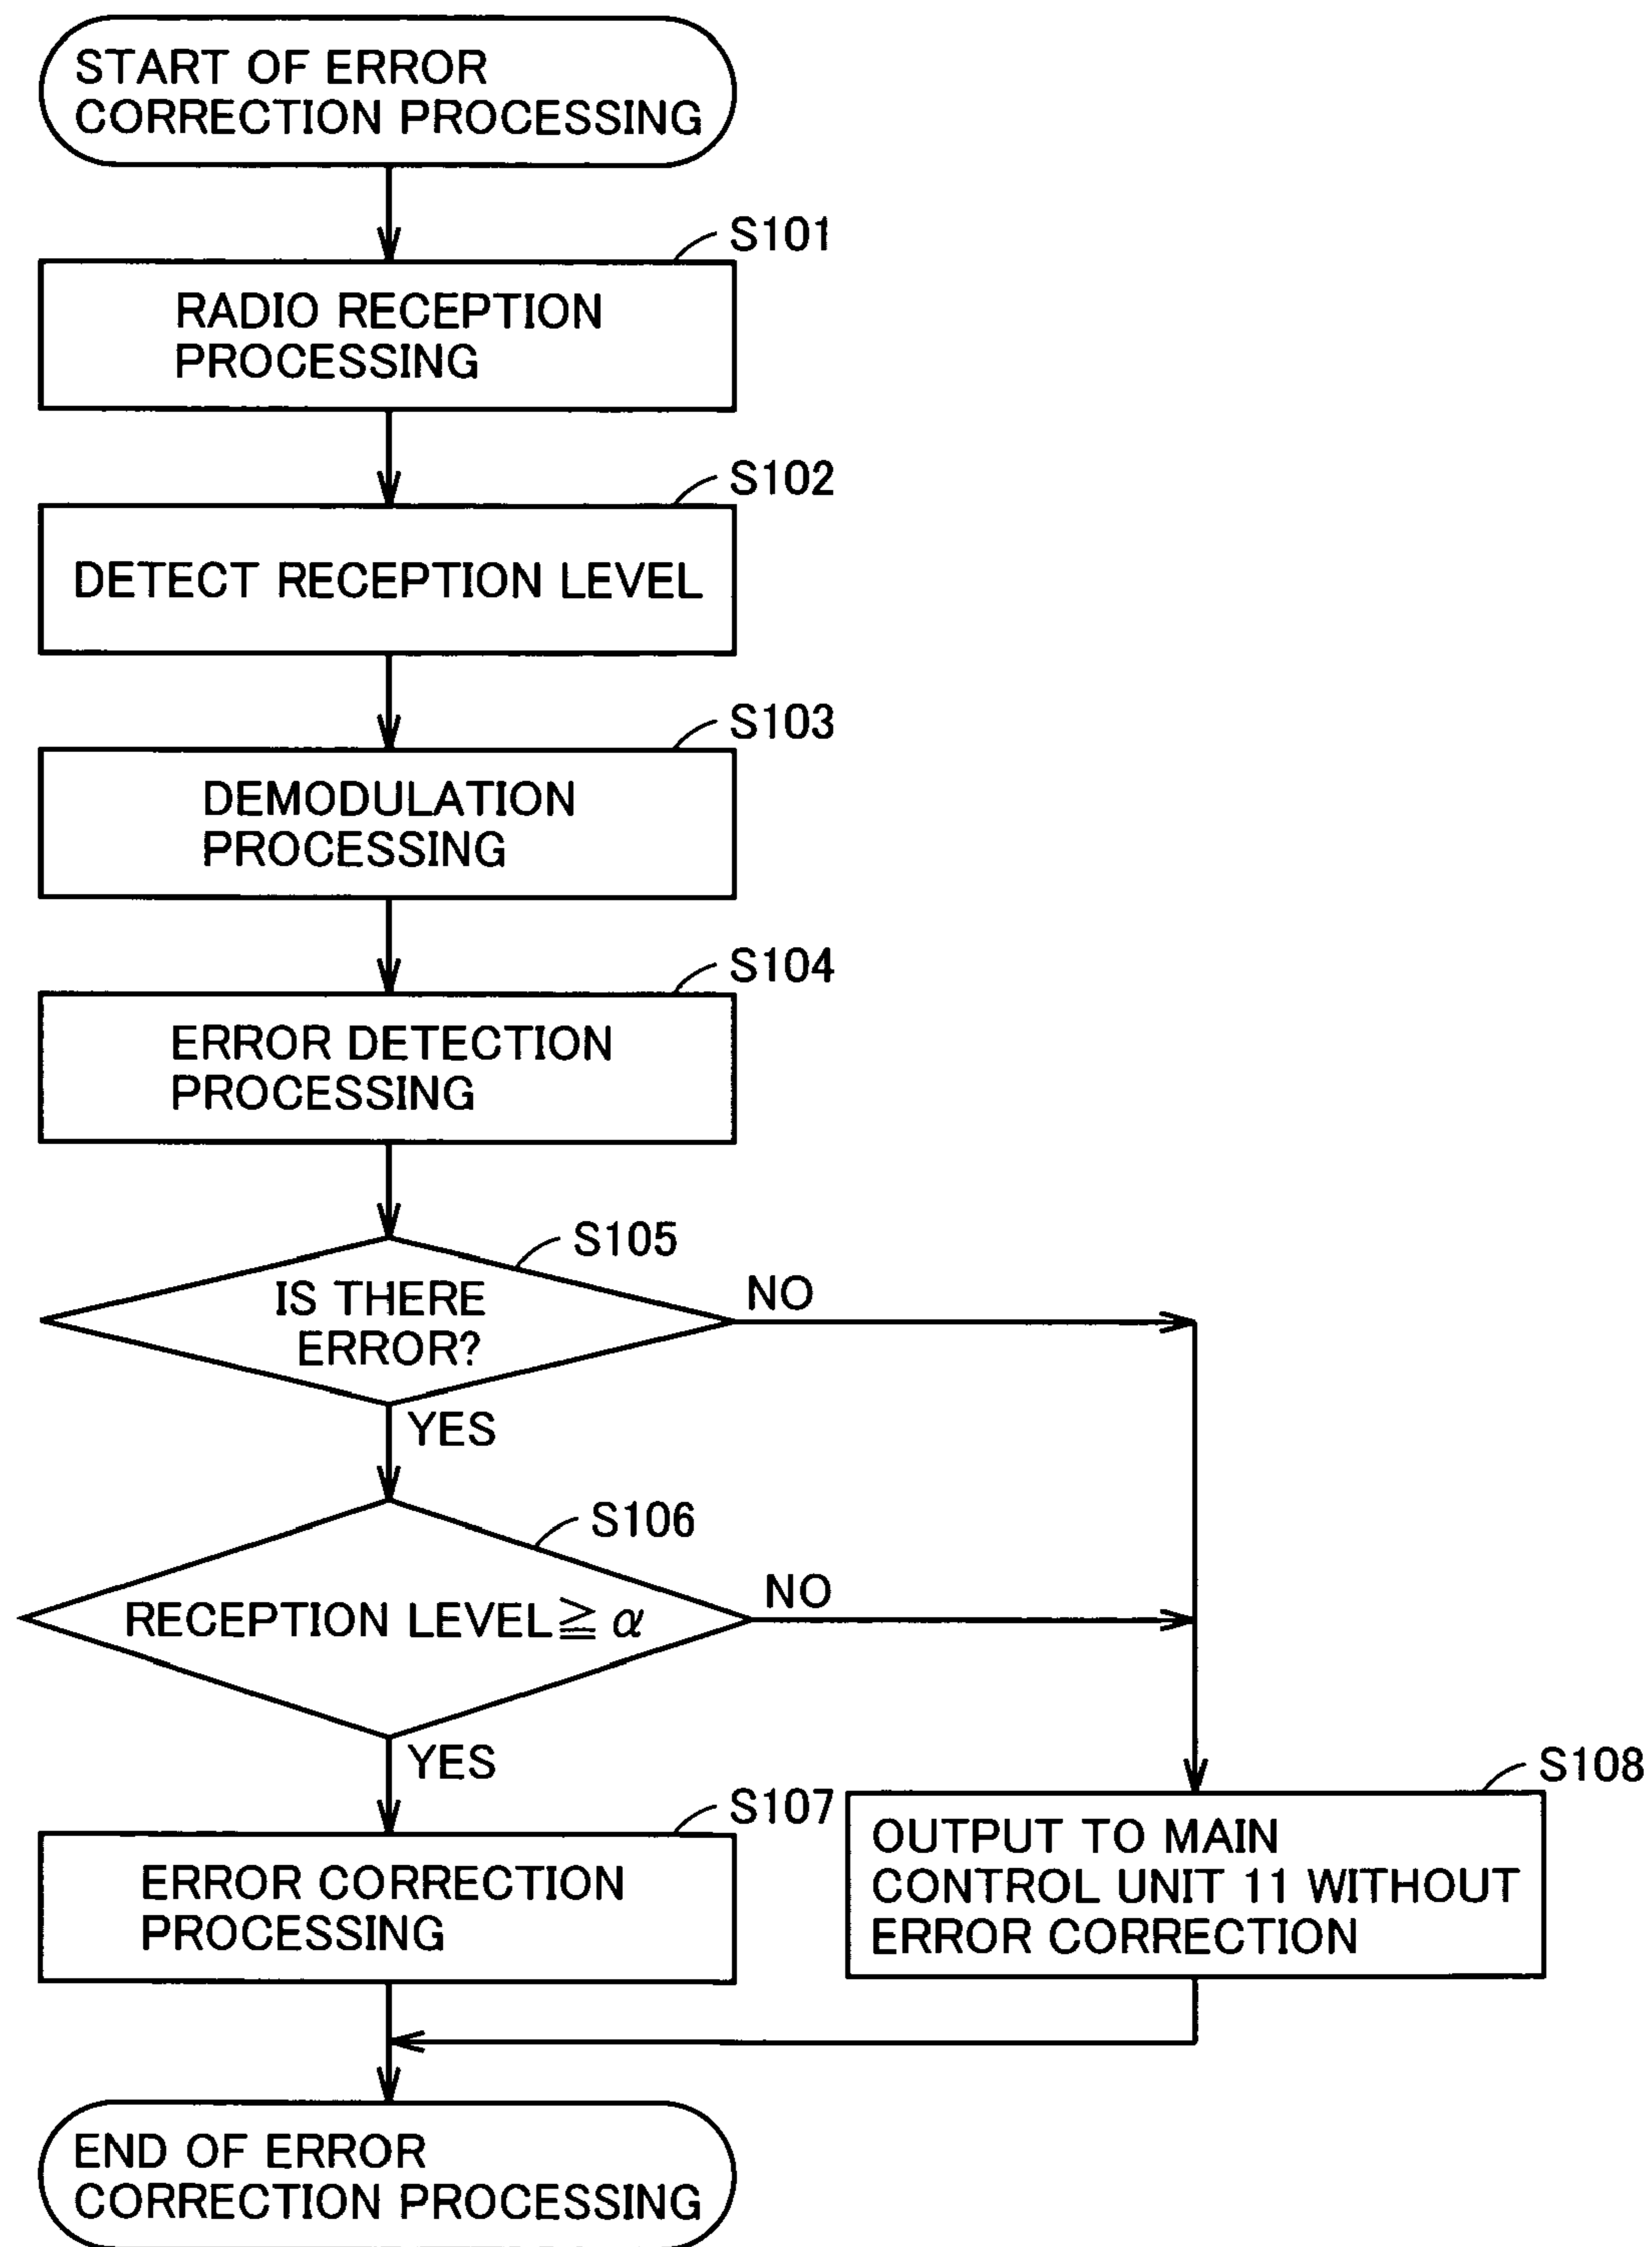 START OF ERROR
CORRECTION PROCESSING
S101
RADIO RECEPTION
PROCESSING
S102
DETECT RECEPTION LEVEL
S103
DEMODULATION
PROCESSING
S104
ERROR DETECTION
PROCESSING
S105
IS THERE
ERROR?
NO
YES
S106
RECEPTION LEVEL≧α
NO
YES
S107
ERROR CORRECTION
PROCESSING
S108
OUTPUT TO MAIN
CONTROL UNIT 11 WITHOUT
ERROR CORRECTION
END OF ERROR
CORRECTION PROCESSING